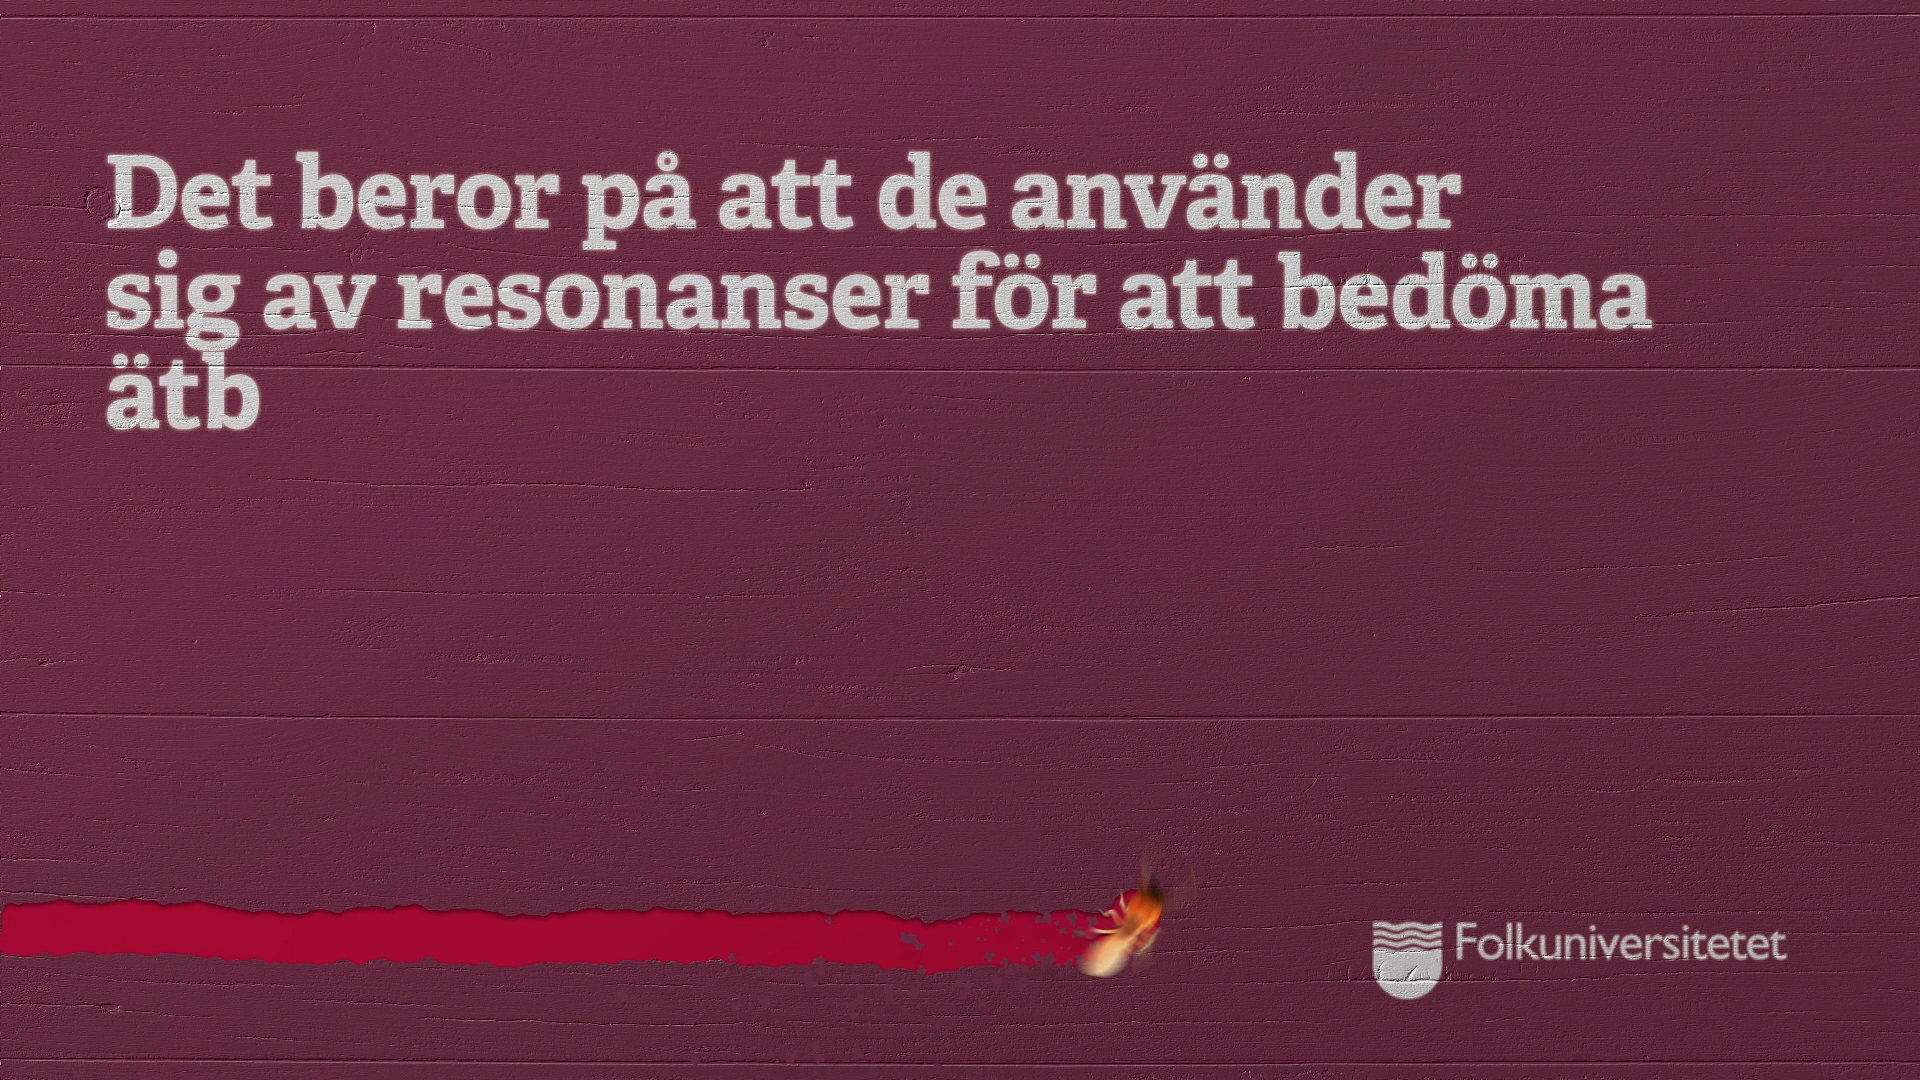 Det beror på att de använder
sig av resonanser för att bedöma
ätb
Folkuniversitetet